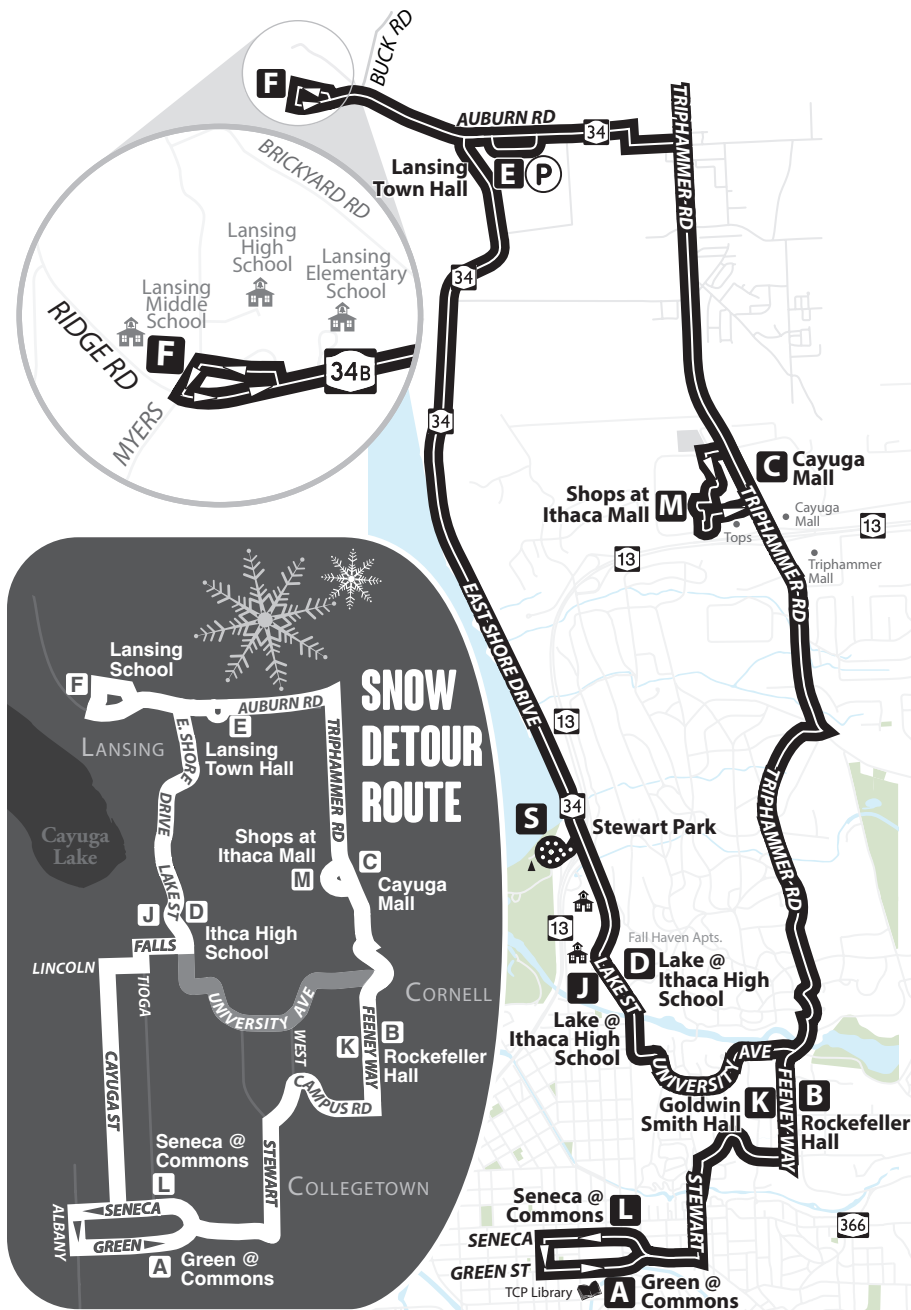 BUCK RD
F
AUBURN RD
34
TRIPHAMMER RD
Lansing
Town Hall
E P
BRICKYARD RD
Lansing
High
School
Lansing
Elementary
School
Lansing
Middle
School
RIDGE RD
F
34B
MYERS
34
34
C Cayuga
Mall
Shops at
Ithaca Mall
M
TRIPHAMMER RD
Cayuga
Mall
Tops
13
13
Triphammer
Mall
EAST SHORE DRIVE
13
34
S
Stewart Park
TRIPHAMMER RD
13
Fall Haven Apts.
D Lake @
Ithaca High
School
J
LAKE ST
Lake @
Ithaca High
School
UNIVERSITY AVE
Goldwin
Smith Hall
K
B
Rockefeller
Hall
FEENEY WAY
STEWART
Seneca @
Commons
L
SENECA
GREEN ST
TCP Library
A Green @
Commons
366
SNOW
DETOUR
ROUTE
Lansing
School
F
AUBURN RD
E
LANSING
Lansing
Town Hall
E. SHORE
DRIVE
TRIPHAMMER RD
Cayuga
Lake
Shops at
Ithaca Mall
M
C
Cayuga
Mall
LAKE ST
J D
Ithca High
School
FALLS
LINCOLN
TIOGA
UNIVERSITY AVE
CORNELL
WEST
FEENEY WAY
K
B
Rockefeller
Hall
CAMPUS RD
CAYUGA ST
STEWART
Seneca @
Commons
L
COLLEGETOWN
SENECA
ALBANY
GREEN
A
Green @
Commons